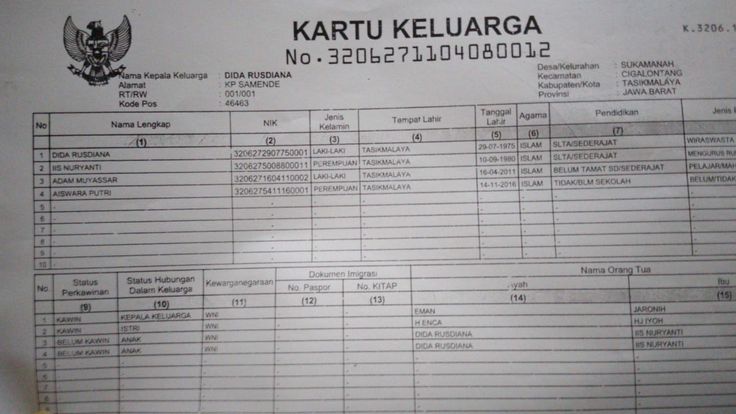 KARTU KELUARGA
No. 3206271104080012
K.3206.1
Nama Kepala Keluarga : DIDA RUSDIANA
Alamat : KP SAMENDE
RT/RW : 001/001
Kode Pos : 46463
Desa/Kelurahan : SUKAMANAH
Kecamatan : CIGALONTANG
Kabupaten/Kota : TASIKMALAYA
Provinsi : JAWA BARAT
No Nama Lengkap NIK Jenis Kelamin Tempat Lahir Tanggal Lahir Agama Pendidikan Jenis
(1) (2) (3) (4) (5) (6) (7)
1 DIDA RUSDIANA 3206272907750001 LAKI-LAKI TASIKMALAYA 29-07-1975 ISLAM SLTA/SEDERAJAT WIRASWASTA
2 IIS NURYANTI 3206275008800011 PEREMPUAN TASIKMALAYA 10-09-1980 ISLAM SLTA/SEDERAJAT MENGURUS
3 ADAM MUYASSAR 3206271604110002 LAKI-LAKI TASIKMALAYA 16-04-2011 ISLAM BELUM TAMAT SD/SEDERAJAT PELAJAR/MAH
4 AISWARA PUTRI 3206275411160001 PEREMPUAN TASIKMALAYA 14-11-2016 ISLAM TIDAK/BLM SEKOLAH BELUM/TIDAK
5 - - - - - -
6 - - - - - -
7 - - - - - -
8 - - - - - -
9 - - - - - -
10 - - - - - -
No. Status Perkawinan Status Hubungan Dalam Keluarga Kewarganegaraan Dokumen Imigrasi Nama Orang Tua
No. Paspor No. KITAP Ayah Ibu
(9) (10) (11) (12) (13) (14) (15)
1 KAWIN KEPALA KELUARGA WNI - - EMAN JARONIH
2 KAWIN ISTRI WNI - - H ENCA HJ IYOH
3 BELUM KAWIN ANAK WNI - - DIDA RUSDIANA IIS NURYANTI
4 BELUM KAWIN ANAK WNI - - DIDA RUSDIANA IIS NURYANTI
5 - - - - - - -
6 - - - - - - -
7 - - - - - - -
8 - - - - - - -